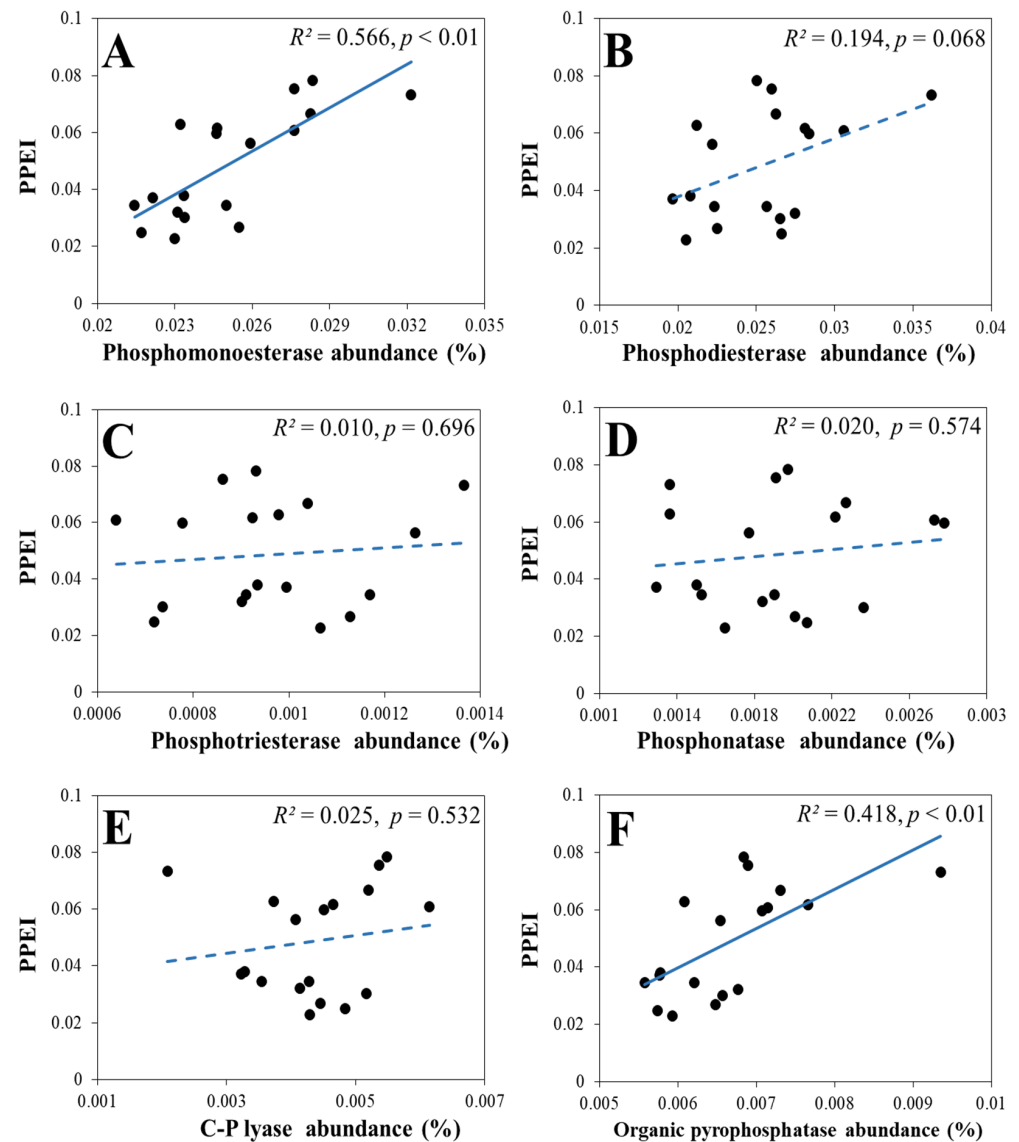 A
R² = 0.566, p < 0.01
PPEI
0.1
0.08
0.06
0.04
0.02
0
0.02 0.023 0.026 0.029 0.032 0.035
Phosphomonoesterase abundance (%)
B
R² = 0.194, p = 0.068
PPEI
0.1
0.08
0.06
0.04
0.02
0
0.015 0.02 0.025 0.03 0.035 0.04
Phosphodiesterase abundance (%)
C
R² = 0.010, p = 0.696
PPEI
0.1
0.08
0.06
0.04
0.02
0
0.0006 0.0008 0.001 0.0012 0.0014
Phosphotriesterase abundance (%)
D
R² = 0.020, p = 0.574
PPEI
0.1
0.08
0.06
0.04
0.02
0
0.001 0.0014 0.0018 0.0022 0.0026 0.003
Phosphonatase abundance (%)
E
R² = 0.025, p = 0.532
PPEI
0.1
0.08
0.06
0.04
0.02
0
0.001 0.003 0.005 0.007
C-P lyase abundance (%)
F
R² = 0.418, p < 0.01
PPEI
0.1
0.08
0.06
0.04
0.02
0
0.005 0.006 0.007 0.008 0.009 0.01
Organic pyrophosphatase abundance (%)